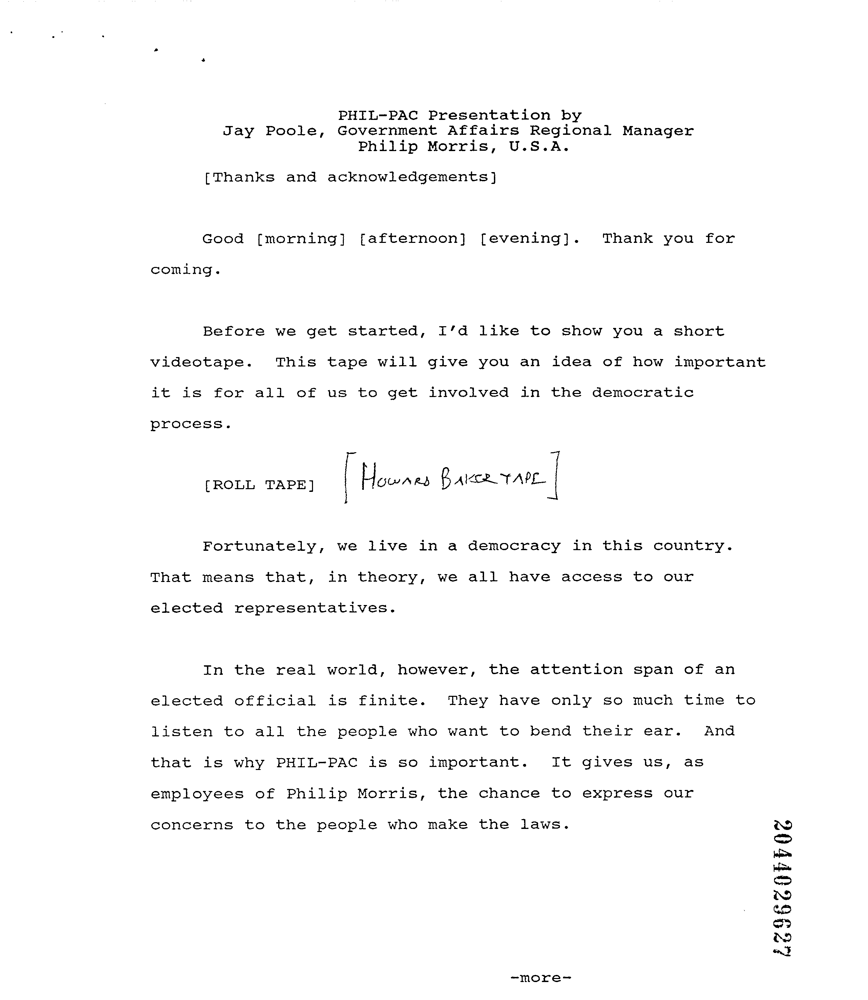 PHIL-PAC Presentation by
Jay Poole, Government Affairs Regional Manager
Philip Morris, U.S.A.
[Thanks and acknowledgements]
Good [morning] [afternoon] [evening]. Thank you for
coming.
Before we get started, I'd like to show you a short
videotape. This tape will give you an idea of how important
it is for all of us to get involved in the democratic
process.
[ROLL TAPE] [HOWARD BAKER TAPE]
Fortunately, we live in a democracy in this country.
That means that, in theory, we all have access to our
elected representatives.
In the real world, however, the attention span of an
elected official is finite. They have only so much time to
listen to all the people who want to bend their ear. And
that is why PHIL-PAC is so important. It gives us, as
employees of Philip Morris, the chance to express our
concerns to the people who make the laws.
2044029627
-more-